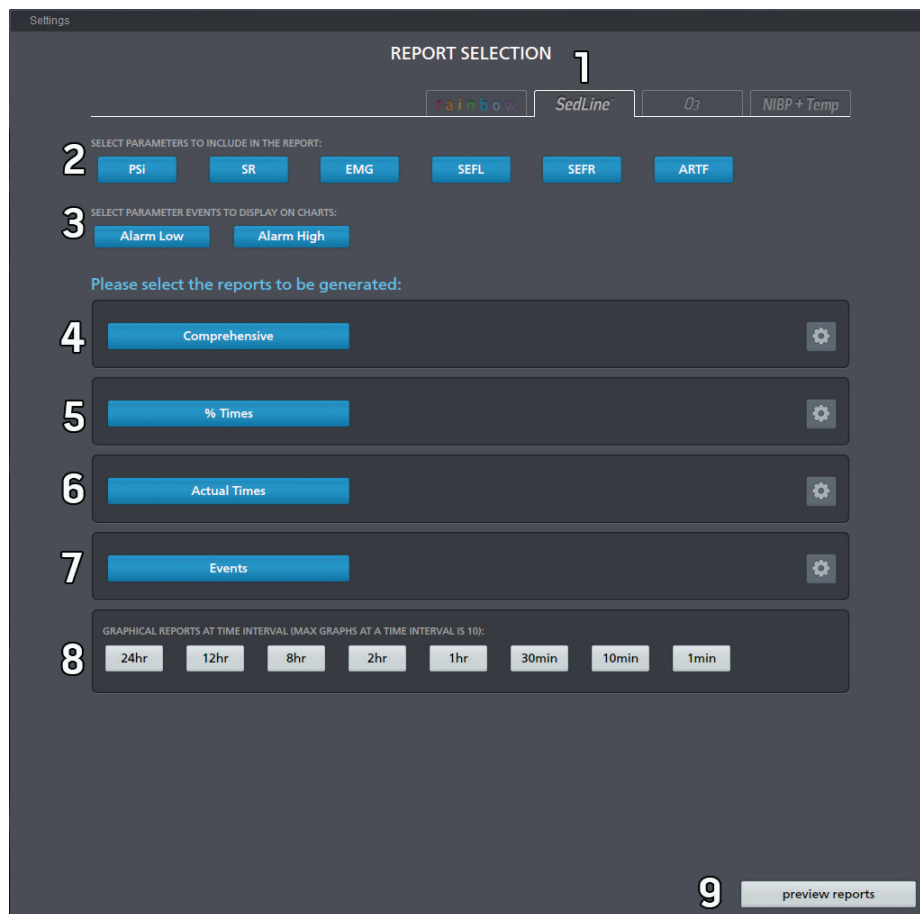 Settings
REPORT SELECTION
1
rainbow SedLine O3 NIBP + Temp
2
SELECT PARAMETERS TO INCLUDE IN THE REPORT:
PSi SR EMG SEFL SEFR ARTF
3
SELECT PARAMETER EVENTS TO DISPLAY ON CHARTS:
Alarm Low Alarm High
Please select the reports to be generated:
4 Comprehensive
5 % Times
6 Actual Times
7 Events
8
GRAPHICAL REPORTS AT TIME INTERVAL (MAX GRAPHS AT A TIME INTERVAL IS 10):
24hr 12hr 8hr 2hr 1hr 30min 10min 1min
9 preview reports